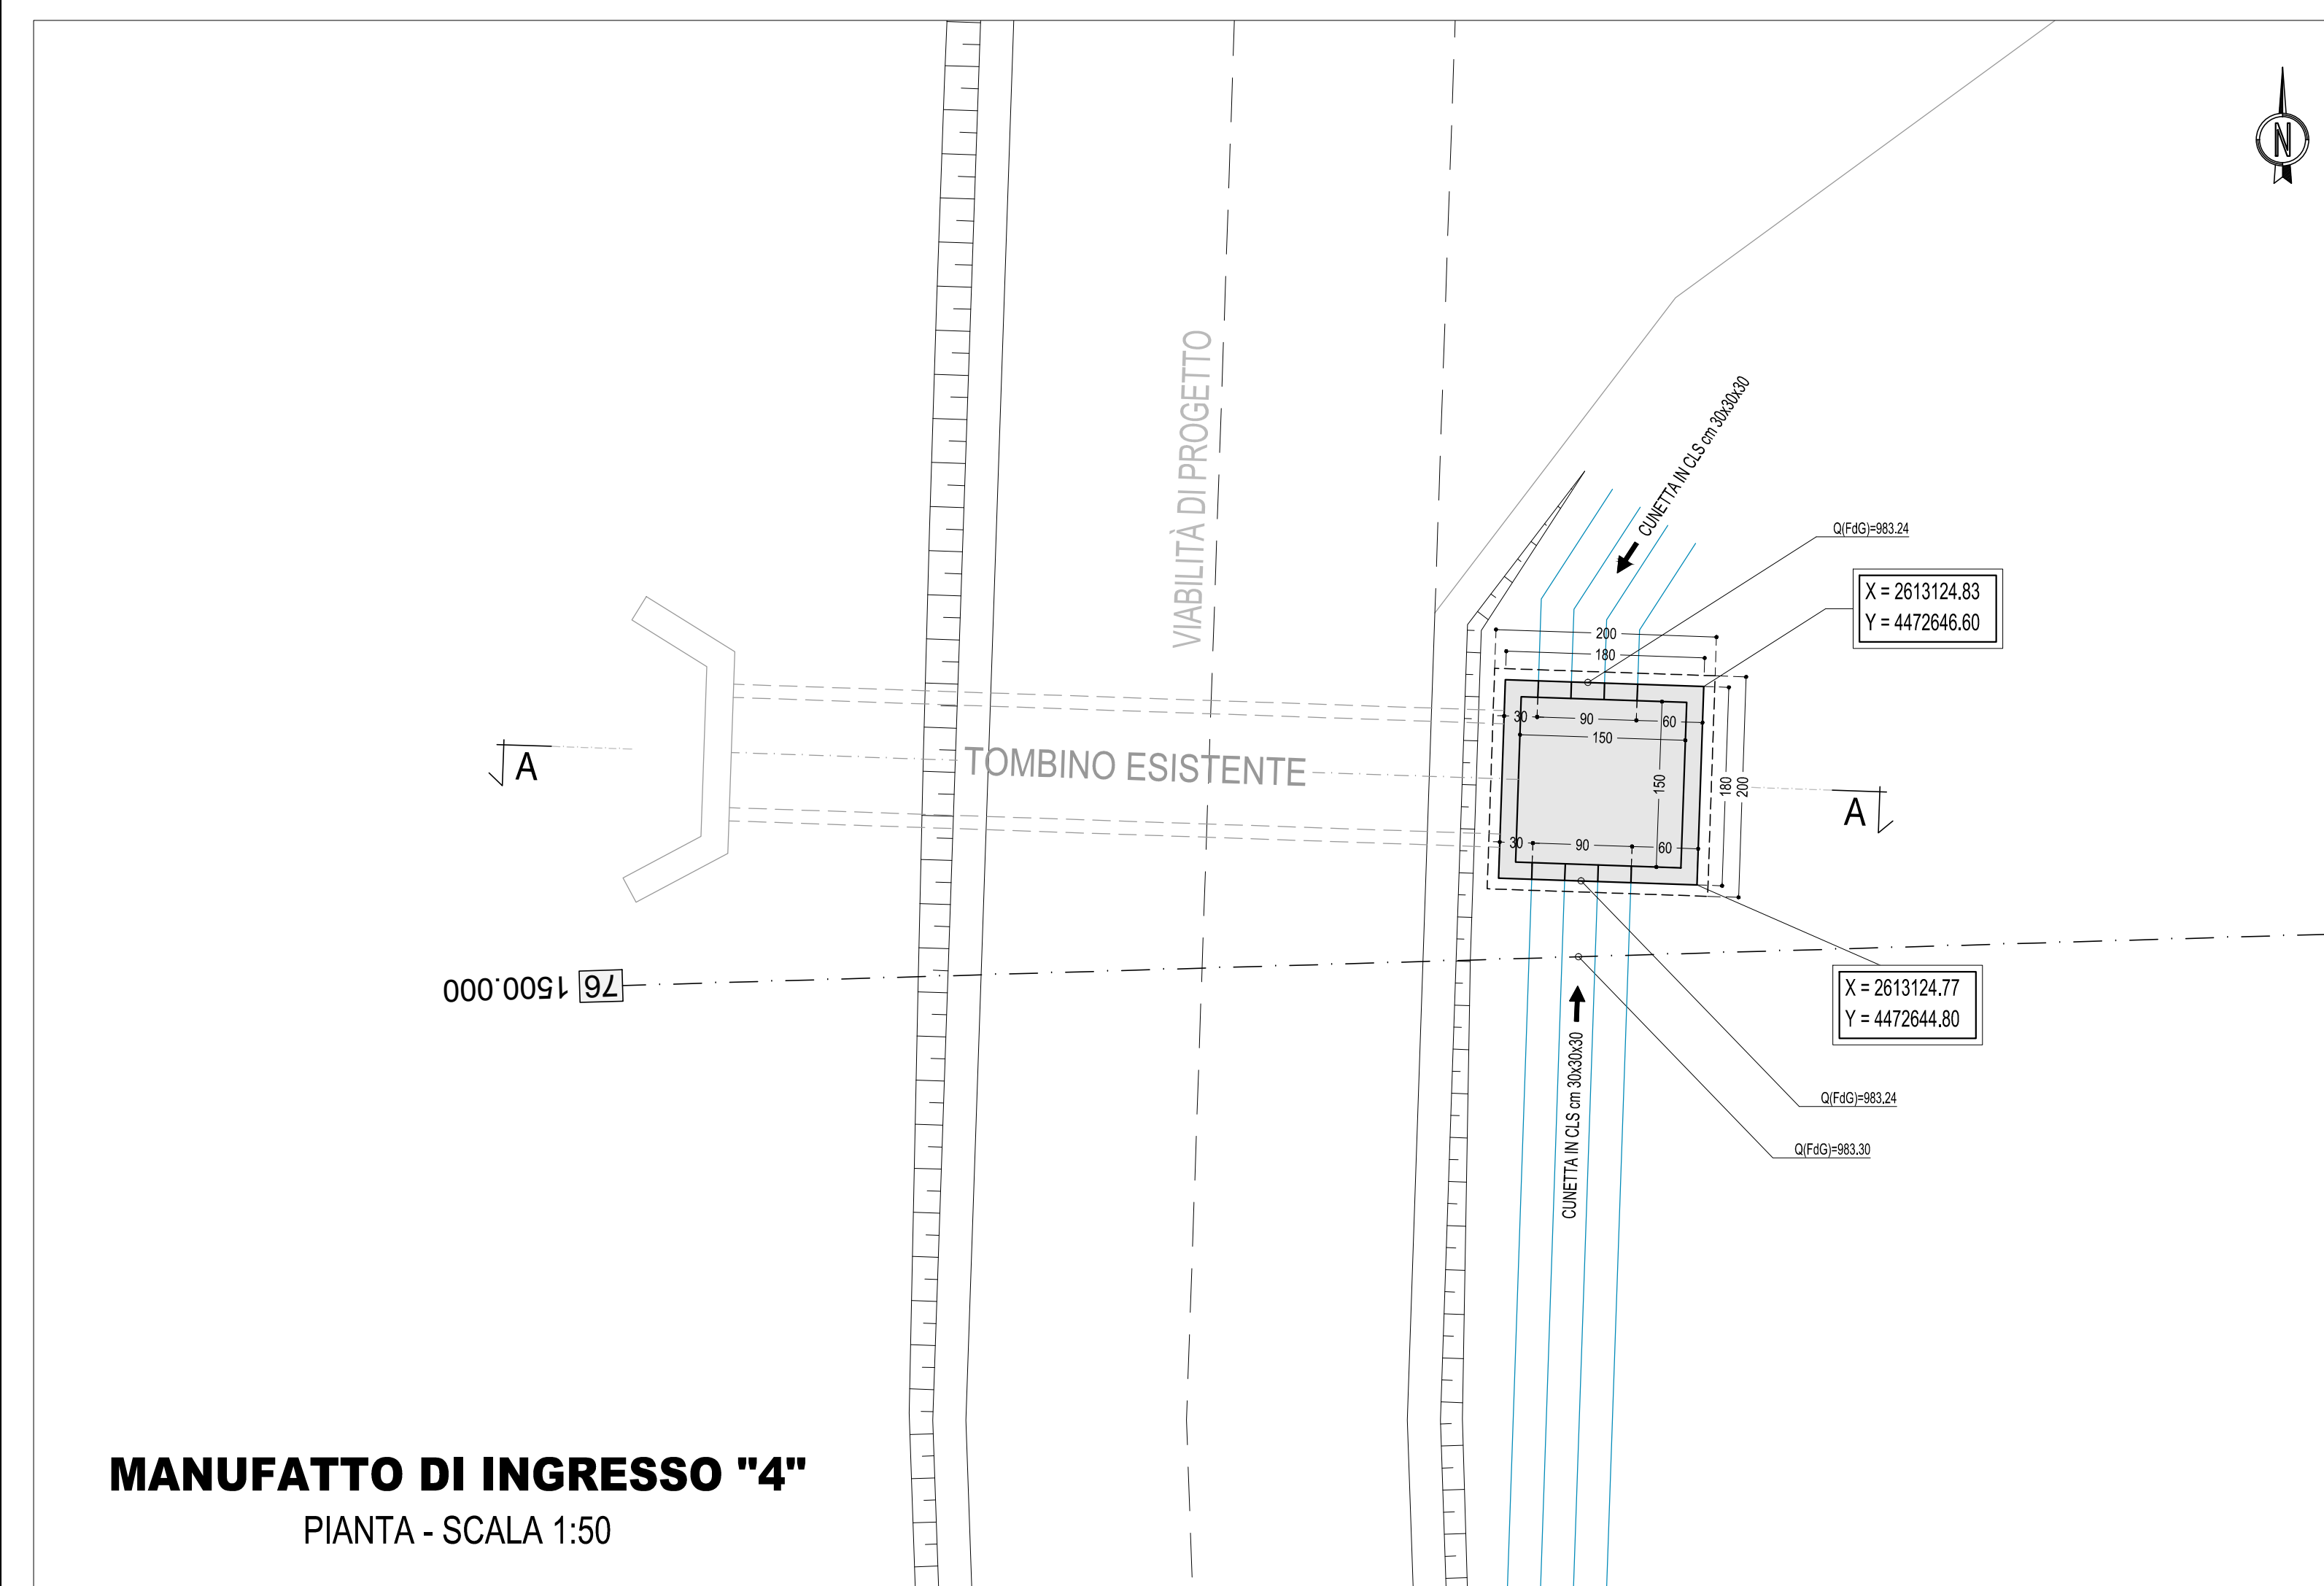 N
VIABILITÀ DI PROGETTO
CUNETTA IN CLS cm 30x30x30
Q(FdG)=983.24
X = 2613124.83
Y = 4472646.60
200
180
30
90
60
150
150
180
200
A
TOMBINO ESISTENTE
A
30
90
60
76 1500.000
X = 2613124.77
Y = 4472644.80
CUNETTA IN CLS cm 30x30x30
Q(FdG)=983.24
Q(FdG)=983.30
MANUFATTO DI INGRESSO "4"
PIANTA - SCALA 1:50